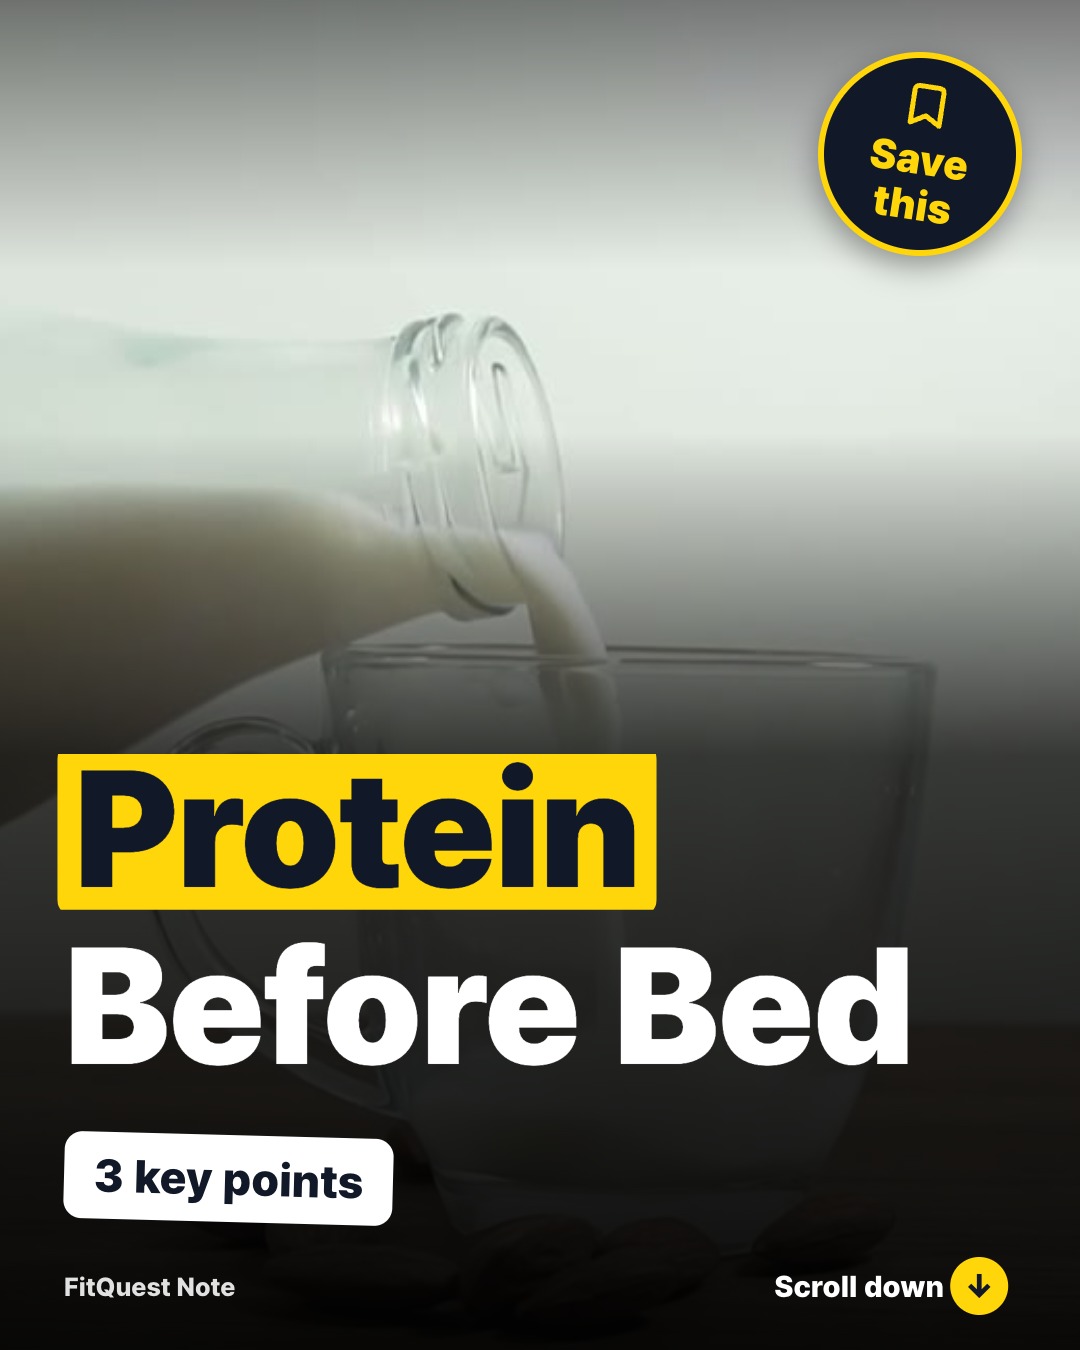 Save
this
Protein
Before Bed
3 key points
FitQuest Note
Scroll down